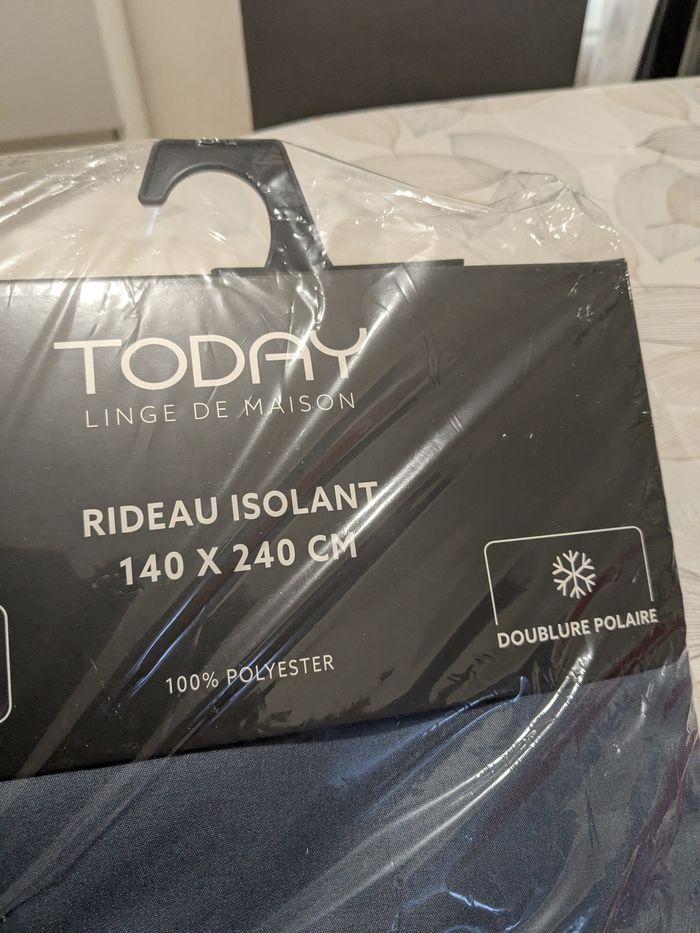 TODAY
LINGE DE MAISON
RIDEAU ISOLANT
140 X 240 CM
DOUBLURE POLAIRE
100% POLYESTER